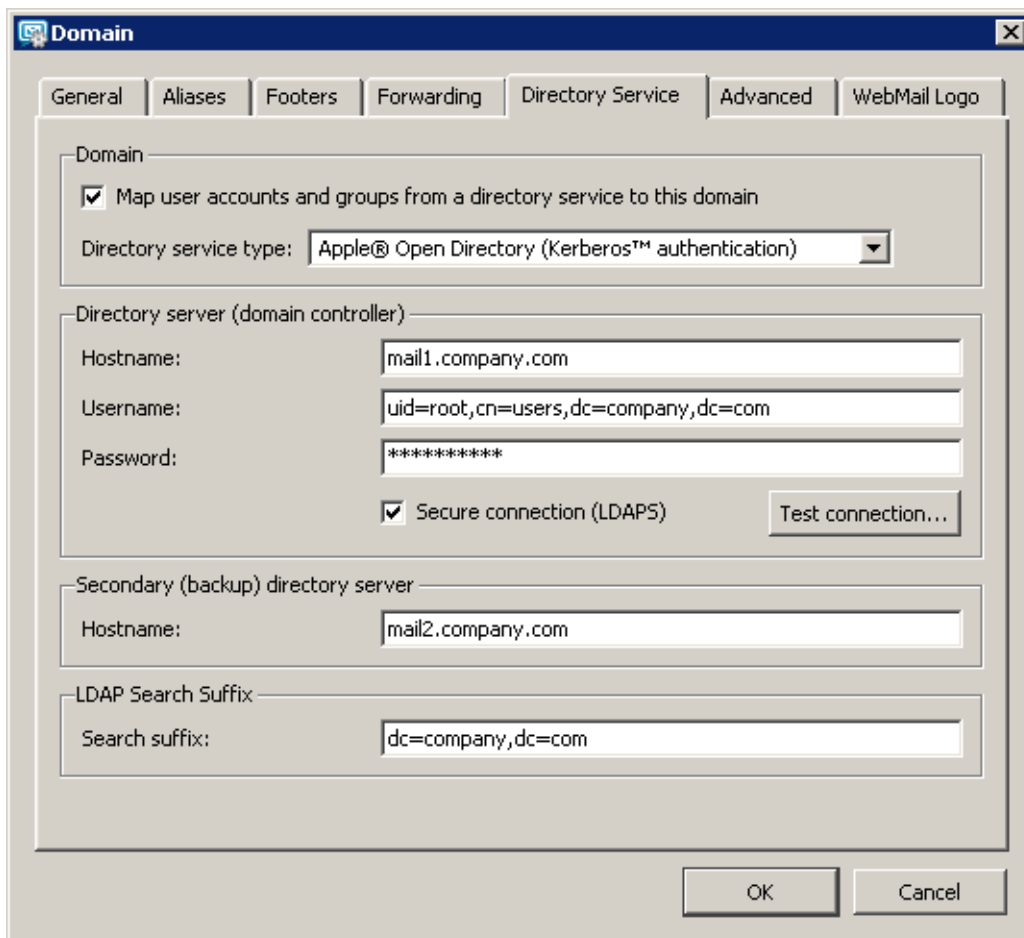 Domain
General Aliases Footers Forwarding Directory Service Advanced WebMail Logo
Domain
Map user accounts and groups from a directory service to this domain
Directory service type: Apple® Open Directory (Kerberos™ authentication)
Directory server (domain controller)
Hostname: mail1.company.com
Username: uid=root,cn=users,dc=company,dc=com
Password: **********
Secure connection (LDAPS) Test connection...
Secondary (backup) directory server
Hostname: mail2.company.com
LDAP Search Suffix
Search suffix: dc=company,dc=com
OK Cancel